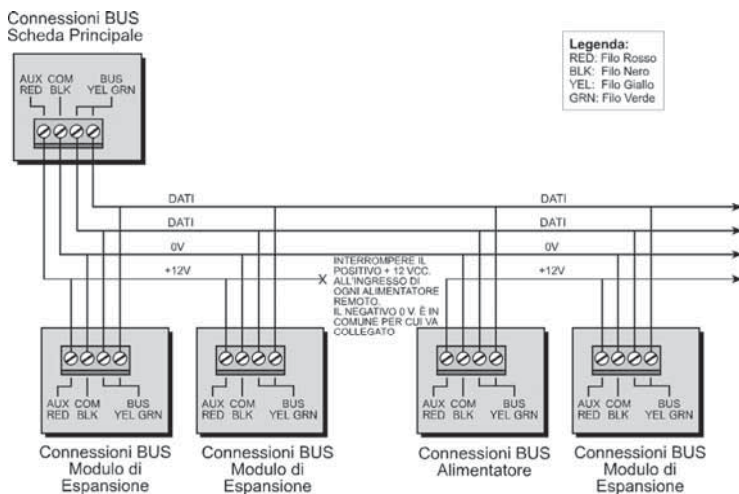 Connessioni BUS
Scheda Principale
AUX COM BUS
RED BLK YEL GRN
Legenda:
RED: Filo Rosso
BLK: Filo Nero
YEL: Filo Giallo
GRN: Filo Verde
DATI DATI
DATI DATI
0V 0V
+12V +12V
X INTERROMPERE IL
POSITIVO + 12 VCC.
ALL'INGRESSO DI
OGNI ALIMENTATORE
REMOTO.
IL NEGATIVO 0 V. È IN
COMUNE PER CUI VA
COLLEGATO
AUX COM BUS
RED BLK YEL GRN
Connessioni BUS
Modulo di
Espansione
AUX COM BUS
RED BLK YEL GRN
Connessioni BUS
Modulo di
Espansione
AUX COM BUS
RED BLK YEL GRN
Connessioni BUS
Alimentatore
AUX COM BUS
RED BLK YEL GRN
Connessioni BUS
Modulo di
Espansione